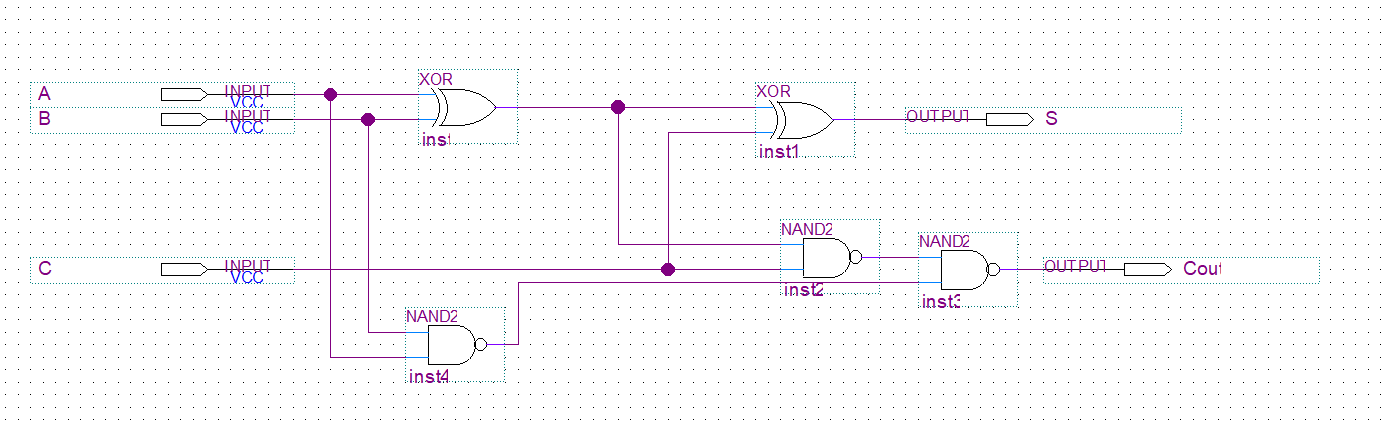 A INPUT VCC
B INPUT VCC
XOR
inst
XOR
inst1
OUTPUT S
C INPUT VCC
NAND2
inst2
NAND2
inst3
OUTPUT Cout
NAND2
inst4